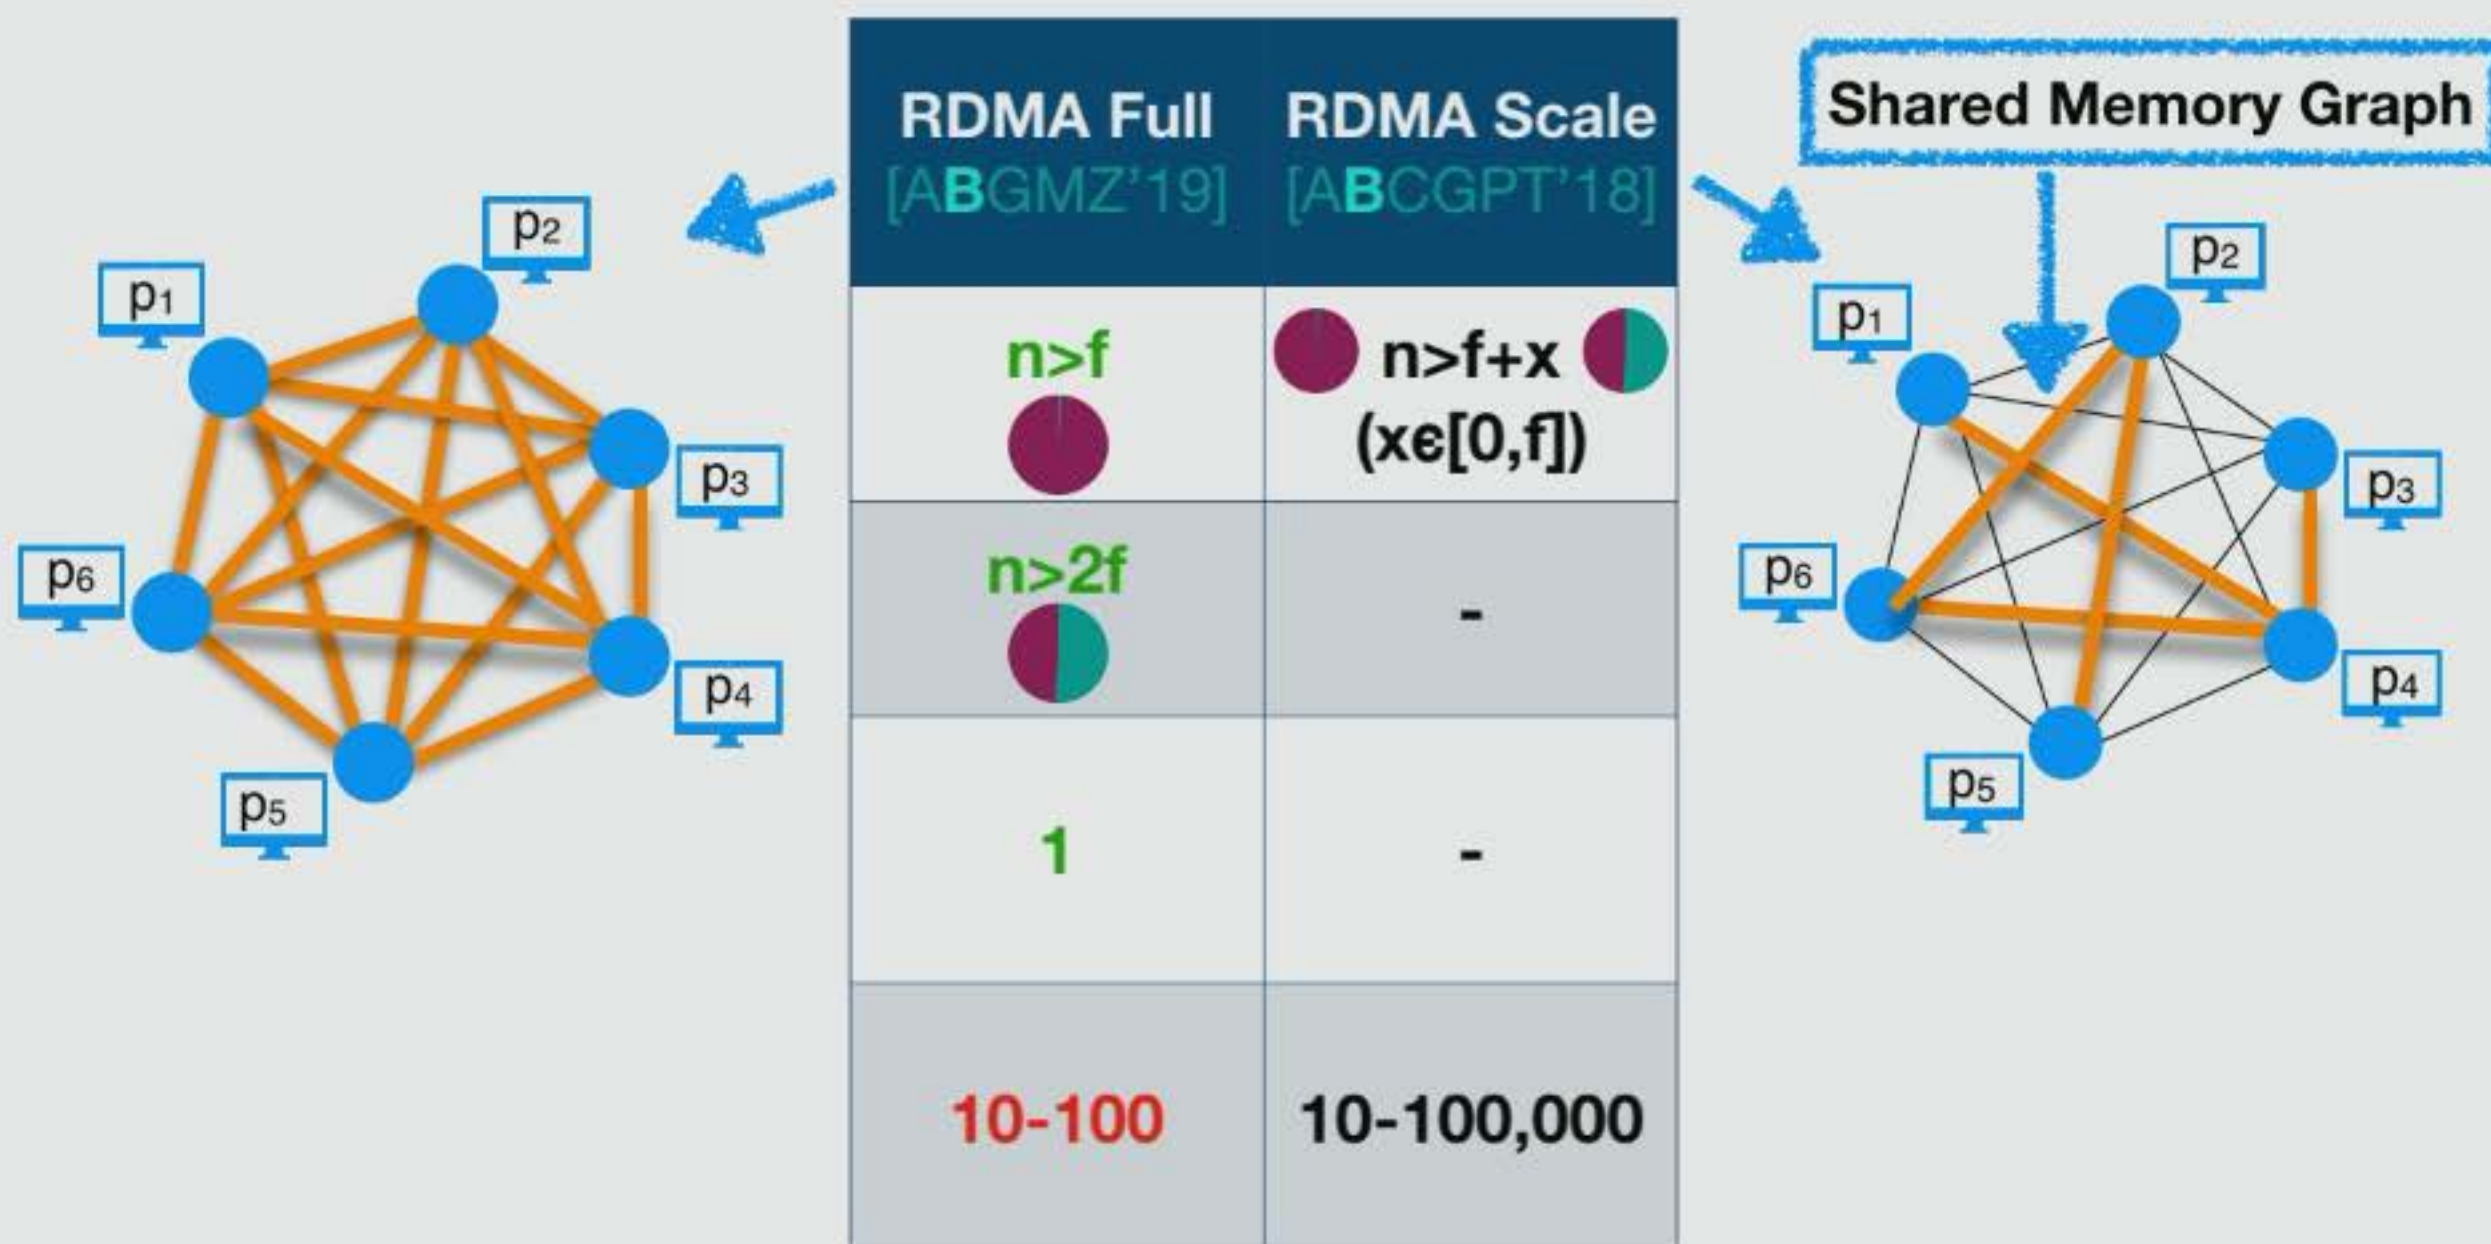 RDMA Full
[ABGMZ'19]
RDMA Scale
[ABCGPT'18]
Shared Memory Graph
p1
p2
p3
p4
p5
p6
n>f
n>f+x
(xϵ[0,f])
n>2f
-
1
-
10-100
10-100,000
p1
p2
p3
p4
p5
p6